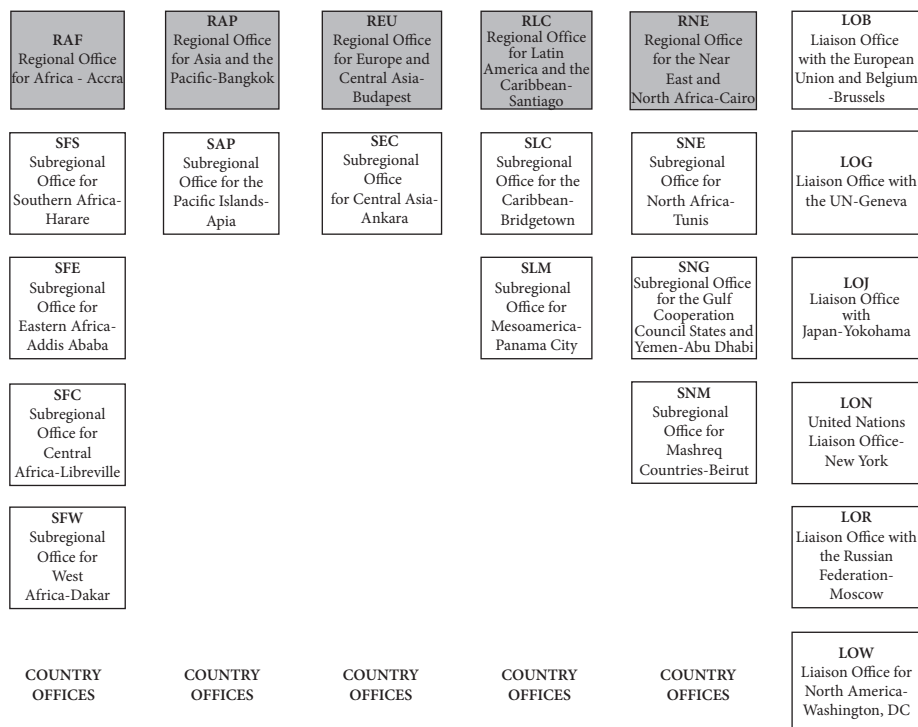 RAF
Regional Office
for Africa - Accra
RAP
Regional Office
for Asia and the
Pacific-Bangkok
REU
Regional Office
for Europe and
Central Asia-
Budapest
RLC
Regional Office
for Latin
America and the
Caribbean-
Santiago
RNE
Regional Office
for the Near
East and
North Africa-Cairo
LOB
Liaison Office
with the European
Union and Belgium
-Brussels
SFS
Subregional
Office for
Southern Africa-
Harare
SAP
Subregional
Office for the
Pacific Islands-
Apia
SEC
Subregional
Office
for Central Asia-
Ankara
SLC
Subregional
Office for the
Caribbean-
Bridgetown
SNE
Subregional
Office for
North Africa-
Tunis
LOG
Liaison Office with
the UN-Geneva
SFE
Subregional
Office for
Eastern Africa-
Addis Ababa
SLM
Subregional
Office for
Mesoamerica-
Panama City
SNG
Subregional Office
for the Gulf
Cooperation
Council States and
Yemen-Abu Dhabi
LOJ
Liaison Office
with
Japan-Yokohama
SFC
Subregional
Office for
Central
Africa-Libreville
SNM
Subregional
Office for
Mashreq
Countries-Beirut
LON
United Nations
Liaison Office-
New York
SFW
Subregional
Office for
West
Africa-Dakar
LOR
Liaison Office with
the Russian
Federation-
Moscow
COUNTRY
OFFICES
COUNTRY
OFFICES
COUNTRY
OFFICES
COUNTRY
OFFICES
COUNTRY
OFFICES
LOW
Liaison Office for
North America-
Washington, DC